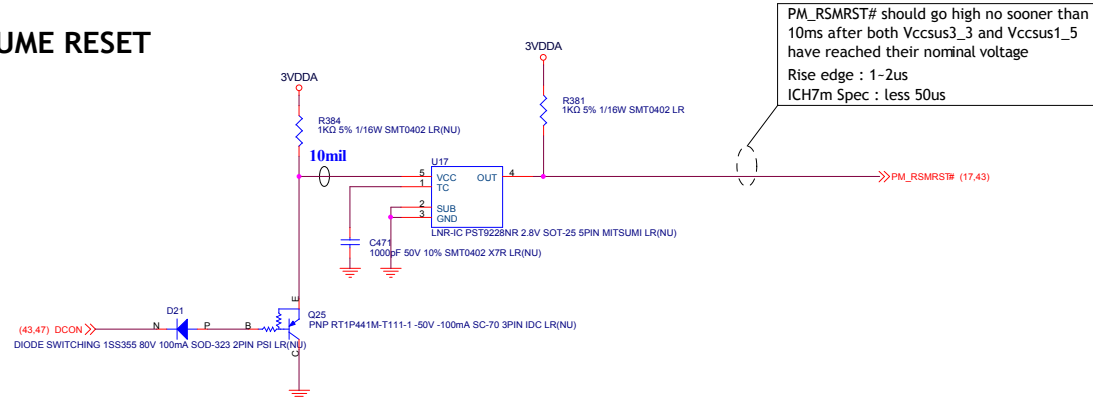 UME RESET
PM_RSMRST# should go high no sooner than
10ms after both Vccsus3_3 and Vccsus1_5
have reached their nominal voltage
Rise edge : 1~2us
ICH7m Spec : less 50us
3VDDA
3VDDA
R384
1KΩ 5% 1/16W SMT0402 LR(NU)
R381
1KΩ 5% 1/16W SMT0402 LR
10mil
U17
5 VCC OUT 4
1 TC
2 SUB
3 GND
LNR-IC PST9228NR 2.8V SOT-25 5PIN MITSUMI LR(NU)
PM_RSMRST# (17,43)
C471
1000pF 50V 10% SMT0402 X7R LR(NU)
E
Q25
PNP RT1P441M-T111-1 -50V -100mA SC-70 3PIN IDC LR(NU)
D21
(43,47) DCON N P B
DIODE SWITCHING 1SS355 80V 100mA SOD-323 2PIN PSI LR(NU)
C